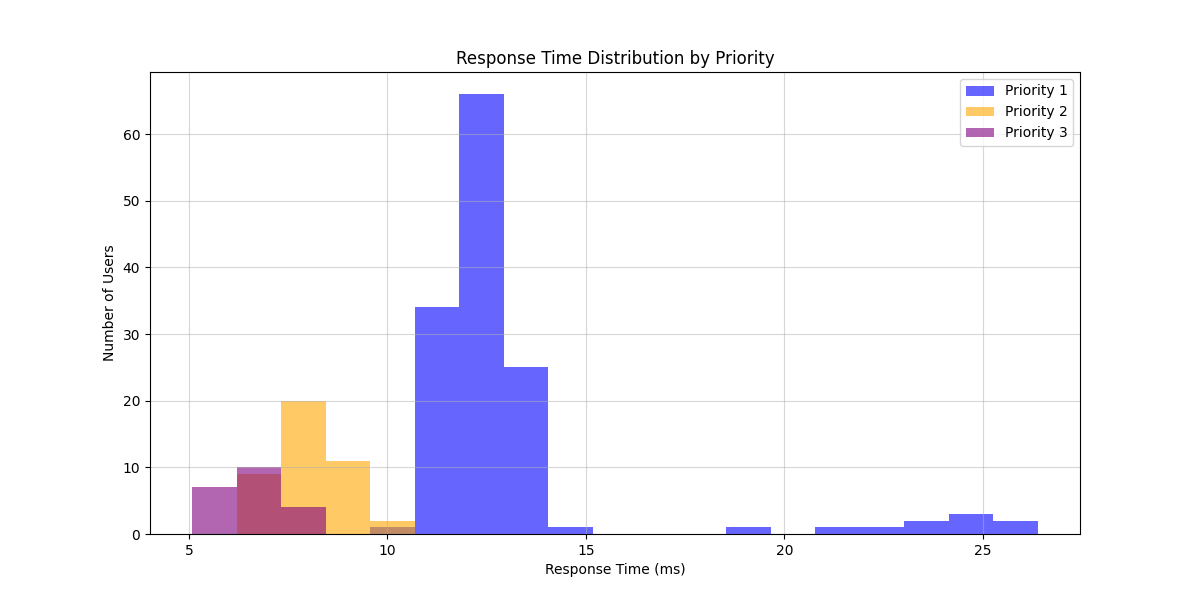 Response Time Distribution by Priority
Priority 1
Priority 2
Priority 3
Number of Users
60
50
40
30
20
10
0
5 10 15 20 25
Response Time (ms)